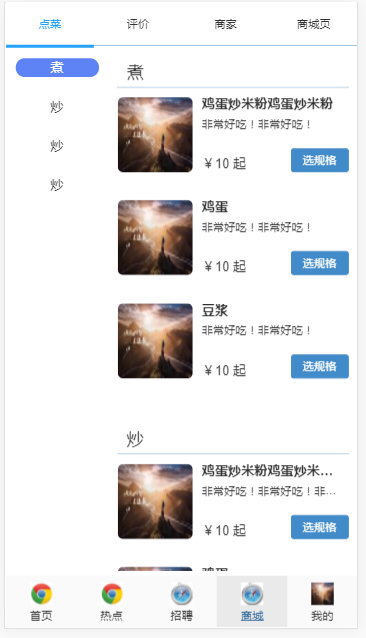 点菜 评价 商家 商城页
煮
炒
炒
炒
煮
鸡蛋炒米粉鸡蛋炒米粉
非常好吃！非常好吃！
￥10 起 选规格
鸡蛋
非常好吃！非常好吃！
￥10 起 选规格
豆浆
非常好吃！非常好吃！
￥10 起 选规格
炒
鸡蛋炒米粉鸡蛋炒米...
非常好吃！非常好吃！非...
￥10 起 选规格
首页 热点 招聘 商城 我的